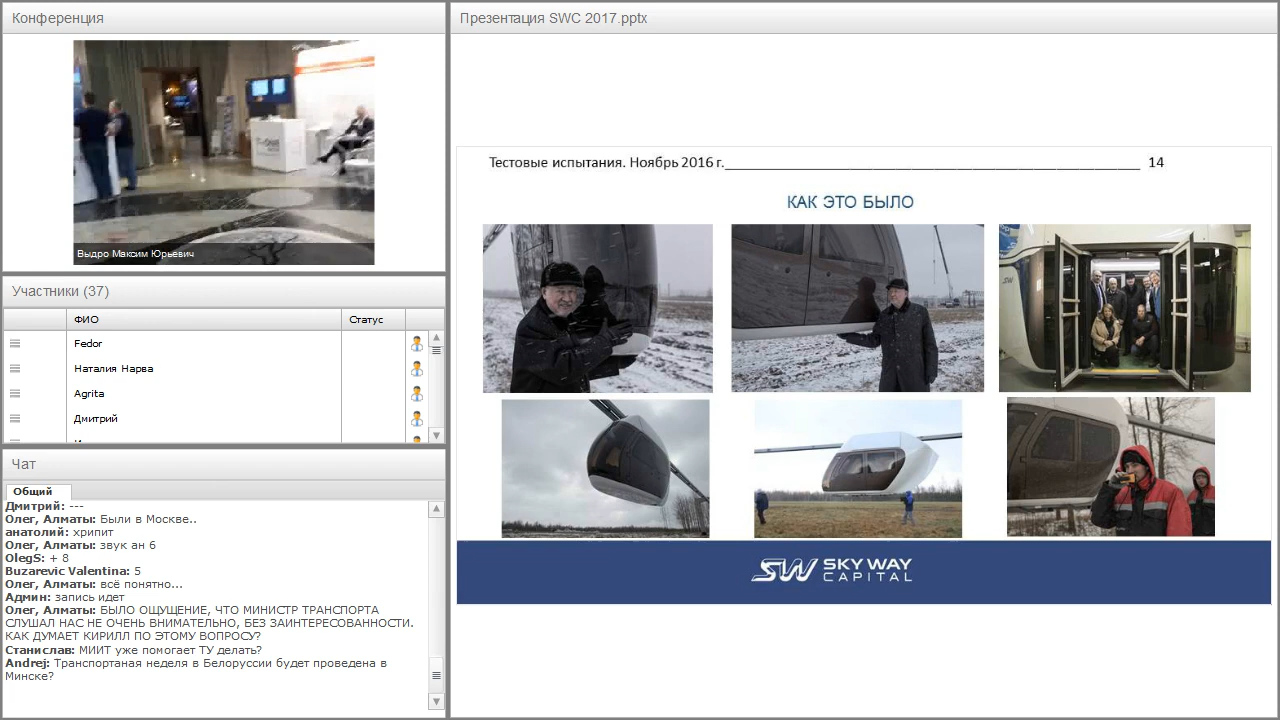 Конференция
Выдро Максим Юрьевич
Участники (37)
ФИО
Статус
Fedor
Наталия Нарва
Agrita
Дмитрий
Чат
Общий
Дмитрий: ---
Олег, Алматы: Были в Москве..
анатолий: хрипит
Олег, Алматы: звук ан 6
OlegS: + 8
Buzarevic Valentina: 5
Олег, Алматы: всё понятно...
Админ: запись идет
Олег, Алматы: БЫЛО ОЩУЩЕНИЕ, ЧТО МИНИСТР ТРАНСПОРТА
СЛУШАЛ НАС НЕ ОЧЕНЬ ВНИМАТЕЛЬНО, БЕЗ ЗАИНТЕРЕСОВАННОСТИ.
КАК ДУМАЕТ КИРИЛЛ ПО ЭТОМУ ВОПРОСУ?
Станислав: МИИТ уже помогает ТУ делать?
Andrej: Транспортаная неделя в Белоруссии будет проведена в
Минске?
Презентация SWC 2017.pptx
Тестовые испытания. Ноябрь 2016 г. 14
КАК ЭТО БЫЛО
SW SKY WAY
CAPITAL